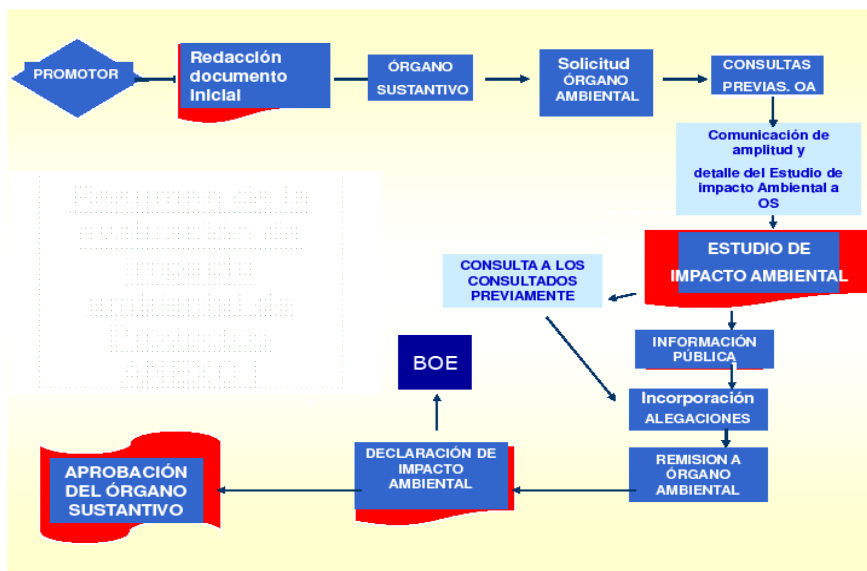 PROMOTOR
Redacción
documento
inicial
ÓRGANO
SUSTANTIVO
Solicitud
ÓRGANO
AMBIENTAL
CONSULTAS
PREVIAS. OA
Comunicación de
amplitud y
detalle del Estudio de
impacto Ambiental a
OS
ESTUDIO DE
IMPACTO AMBIENTAL
CONSULTA A LOS
CONSULTADOS
PREVIAMENTE
INFORMACIÓN
PÚBLICA
BOE
Incorporación
ALEGACIONES
REMISION A
ÓRGANO
AMBIENTAL
DECLARACIÓN DE
IMPACTO
AMBIENTAL
APROBACIÓN
DEL ÓRGANO
SUSTANTIVO